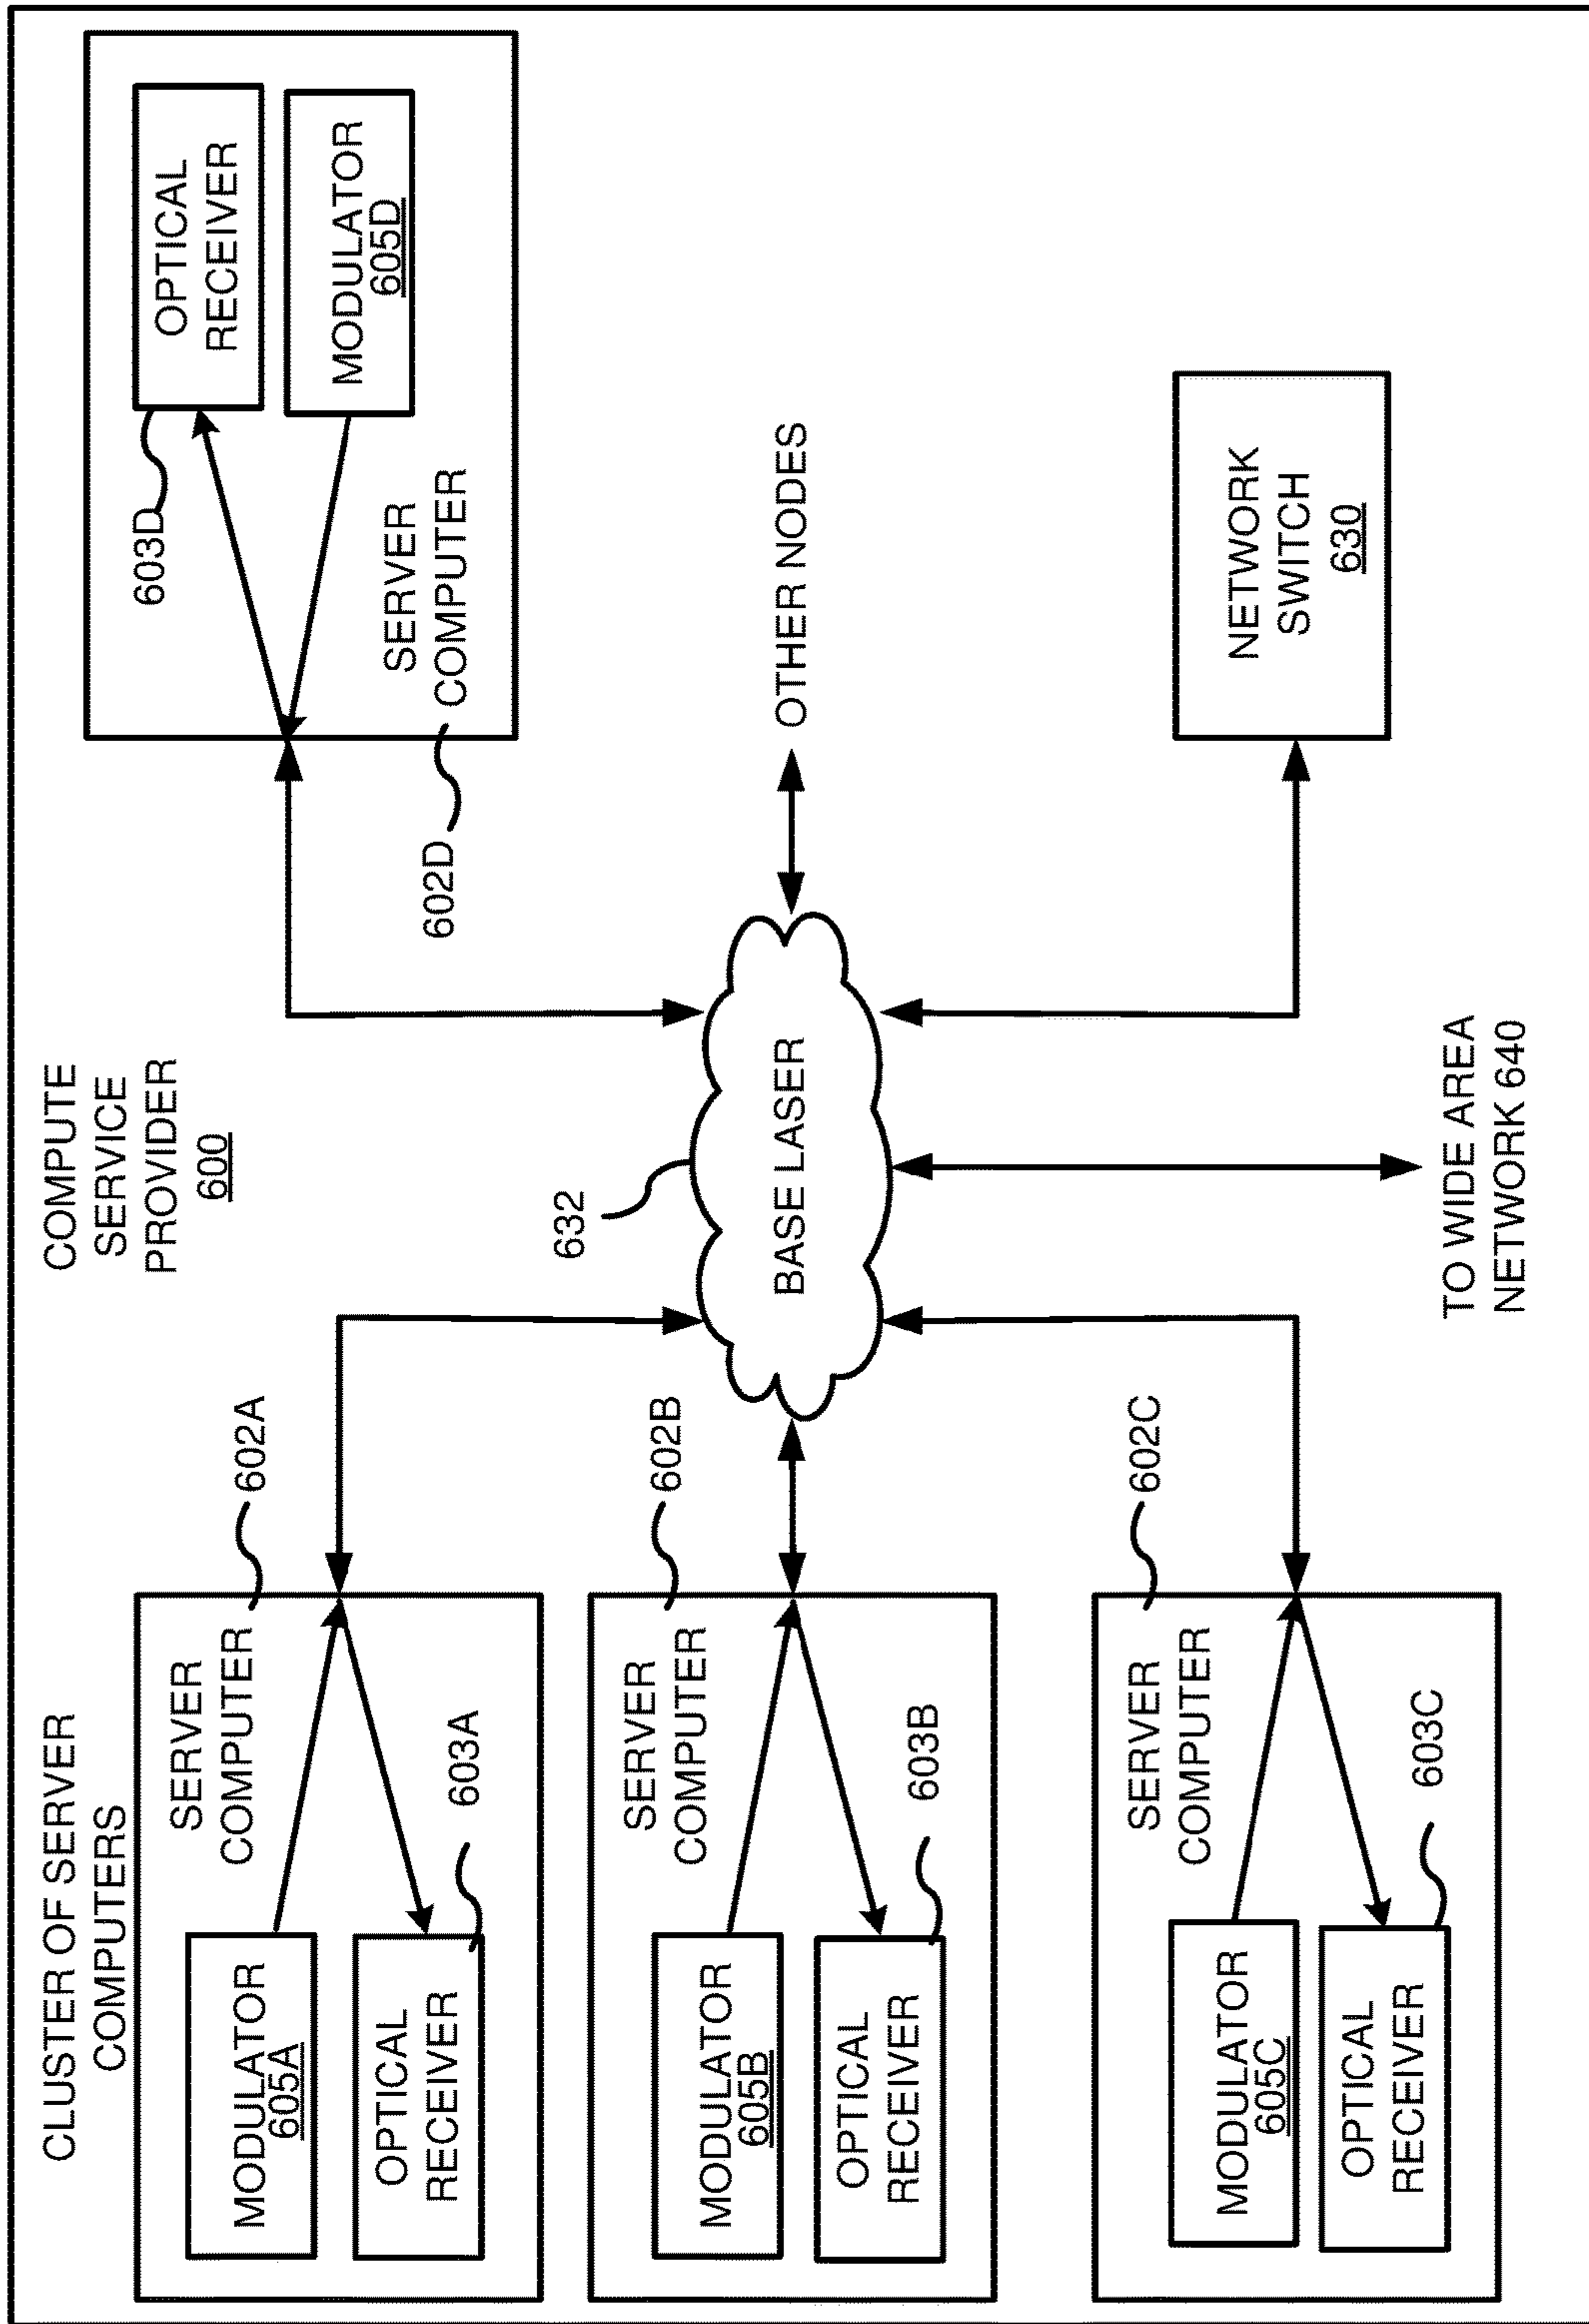 COMPUTE
SERVICE
PROVIDER
600
CLUSTER OF SERVER
COMPUTERS
SERVER
COMPUTER
602A
MODULATOR
605A
OPTICAL
RECEIVER
603A
SERVER
COMPUTER
602B
MODULATOR
605B
OPTICAL
RECEIVER
603B
SERVER
COMPUTER
602C
MODULATOR
605C
OPTICAL
RECEIVER
603C
632
BASE LASER
OPTICAL
RECEIVER
603D
MODULATOR
605D
SERVER
COMPUTER
602D
OTHER NODES
NETWORK
SWITCH
630
TO WIDE AREA
NETWORK 640